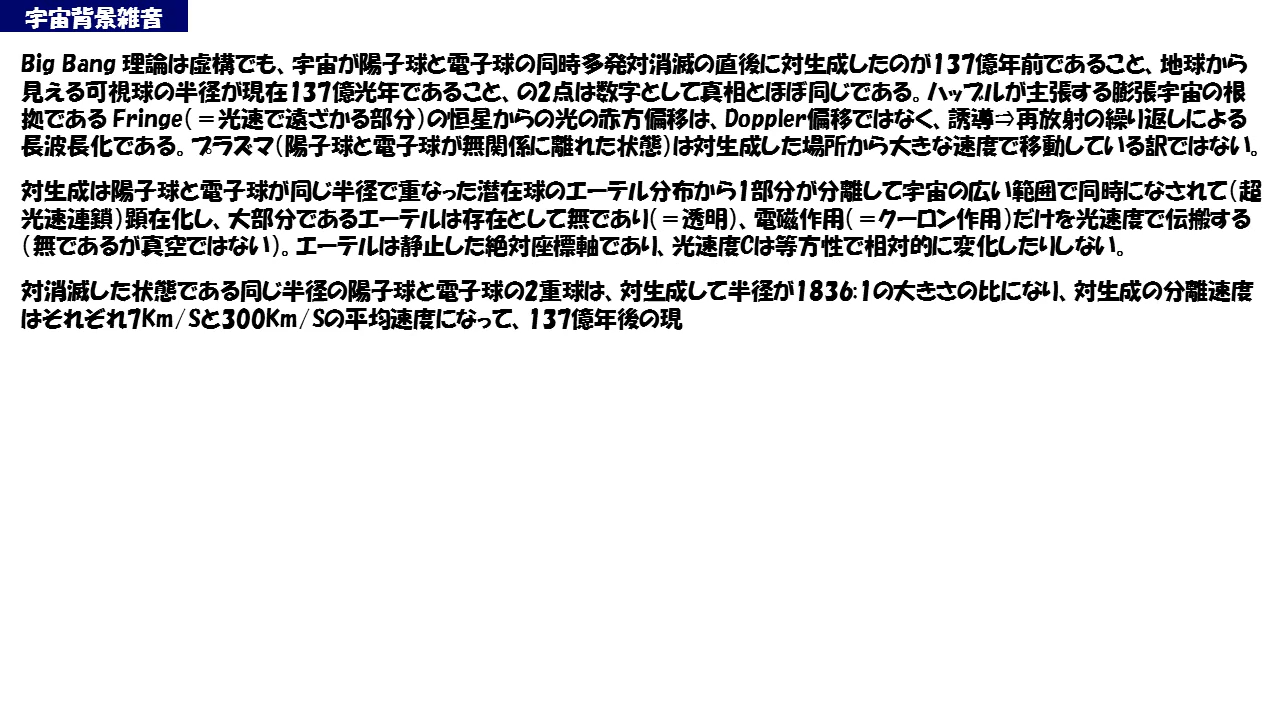 宇宙背景雑音
Big Bang 理論は虚構でも、宇宙が陽子球と電子球の同時多発対消滅の直後に対生成したのが137億年前であること、地球から
見える可視球の半径が現在137億光年であること、の2点は数字として真相とほぼ同じである。ハッブルが主張する膨張宇宙の根
拠である Fringe(＝光速で遠ざかる部分)の恒星からの光の赤方偏移は、Doppler偏移ではなく、誘導⇒再放射の繰り返しによる
長波長化である。プラズマ(陽子球と電子球が無関係に離れた状態)は対生成した場所から大きな速度で移動している訳ではない。
対生成は陽子球と電子球が同じ半径で重なった潜在球のエーテル分布から1部分が分離して宇宙の広い範囲で同時になされて(超
光速連鎖)顕在化し、大部分であるエーテルは存在として無であり(＝透明)、電磁作用(＝クーロン作用)だけを光速度で伝搬する
(無であるが真空ではない)。エーテルは静止した絶対座標軸であり、光速度Cは等方性で相対的に変化したりしない。
対消滅した状態である同じ半径の陽子球と電子球の2重球は、対生成して半径が1836:1の大きさの比になり、対生成の分離速度
はそれぞれ7Km/Sと300Km/Sの平均速度になって、137億年後の現